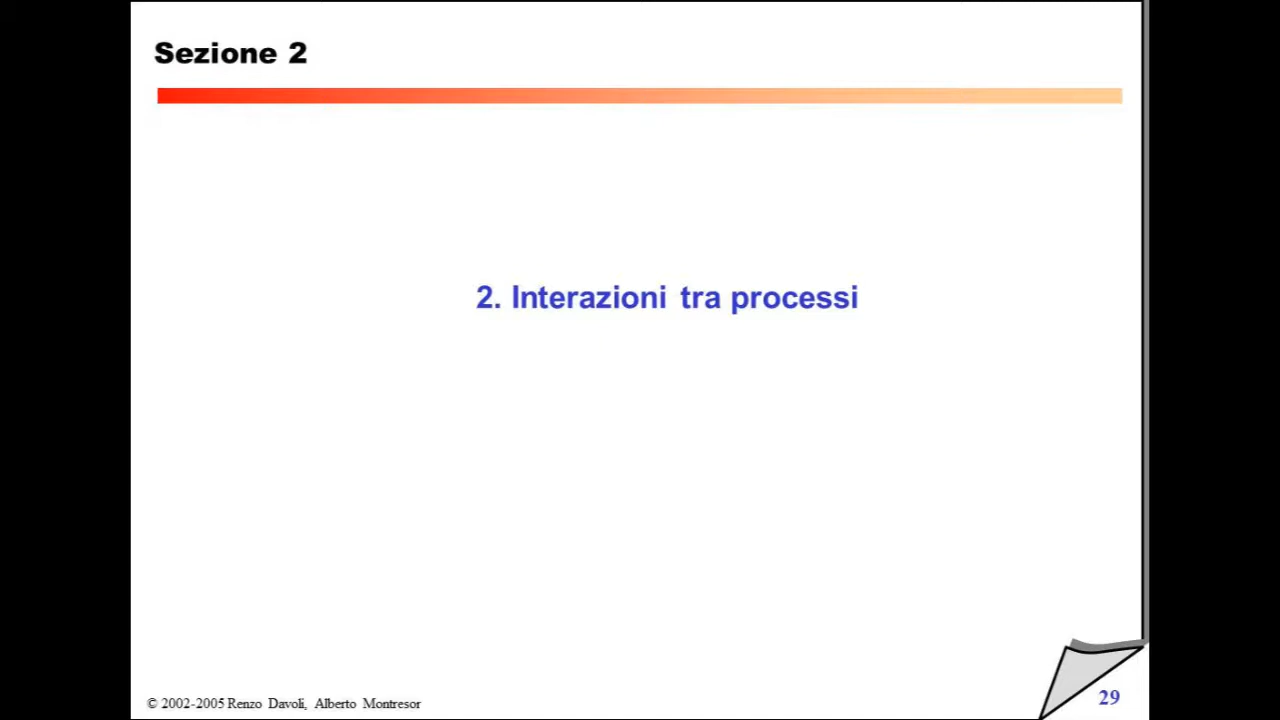 Sezione 2
2. Interazioni tra processi
© 2002-2005 Renzo Davoli, Alberto Montresor
29